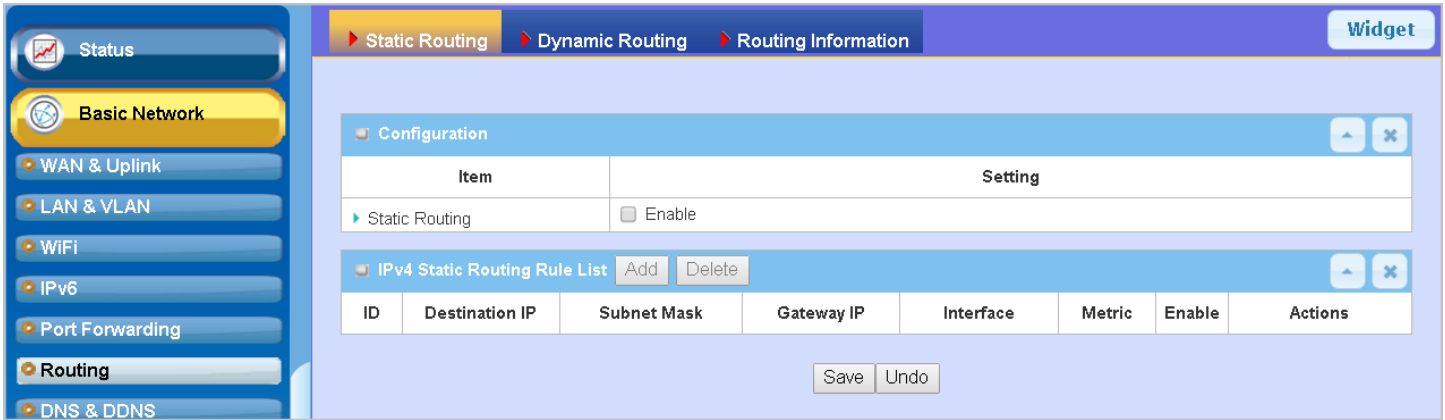 Status
Basic Network
WAN & Uplink
LAN & VLAN
WiFi
IPv6
Port Forwarding
Routing
DNS & DDNS
Static Routing Dynamic Routing Routing Information
Widget
Configuration
Item Setting
Static Routing Enable
IPv4 Static Routing Rule List Add Delete
ID Destination IP Subnet Mask Gateway IP Interface Metric Enable Actions
Save Undo